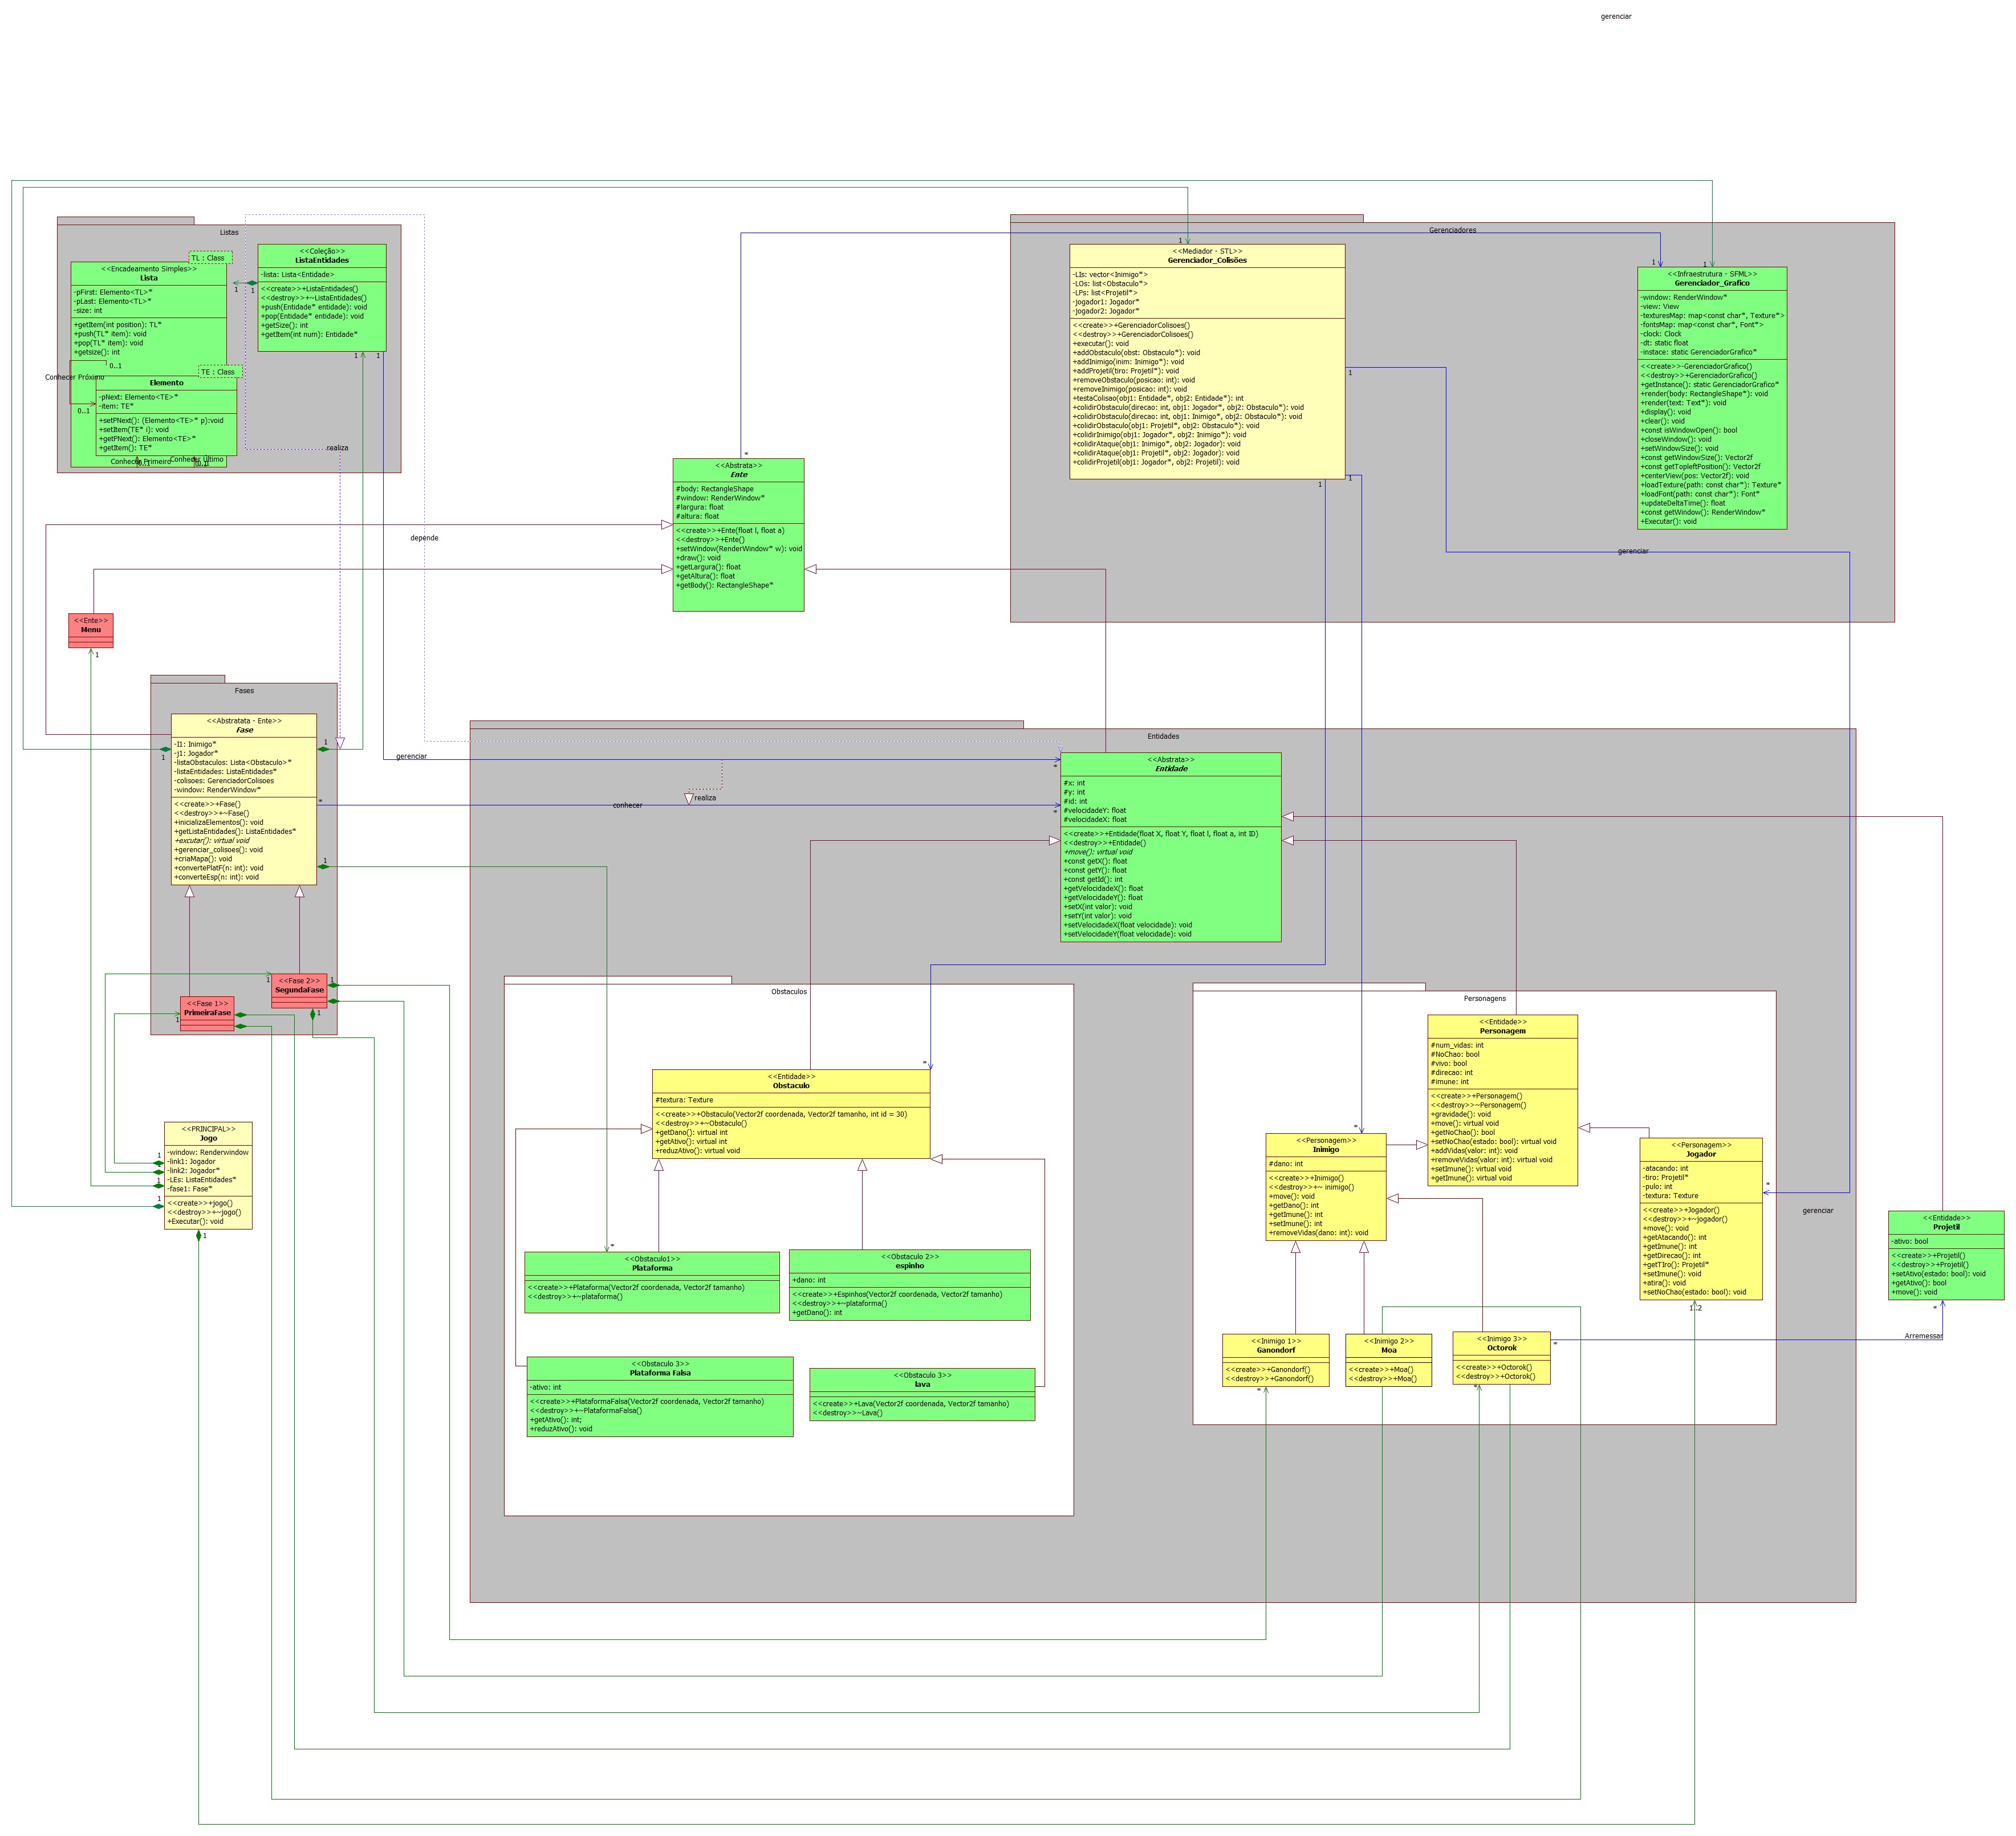 gerenciar
Listas
TL : Class
<<Encadeamento Simples>>
Lista
-pFirst: Elemento<TL>*
-pLast: Elemento<TL>*
-size: int
+getItem(int position): TL*
+push(TL* item): void
+pop(TL* item): void
+getsize(): int
0..1
Conhecer Próximo
0..1
TE : Class
Elemento
-pNext: Elemento<TE>*
-item: TE*
+setPNext(): (Elemento<TE>* p):void
+setItem(TE* i): void
+getPNext(): Elemento<TE>*
+getItem(): TE*
Conhecer Primeiro
Conhecer Último
<<Coleção>>
ListaEntidades
-lista: Lista<Entidade>
<<create>>+ListaEntidades()
<<destroy>>+~ListaEntidades()
+push(Entidade* entidade): void
+pop(Entidade* entidade): void
+getSize(): int
+getItem(int num): Entidade*
1
1
1
1
realiza
depende
Gerenciadores
1
<<Mediador - STL>>
Gerenciador_Colisões
-LIs: vector<Inimigo*>
-LOs: list<Obstaculo*>
-LPs: list<Projetil*>
-jogador1: Jogador*
-jogador2: Jogador*
<<create>>+GerenciadorColisoes()
<<destroy>>+GerenciadorColisoes()
+executar(): void
+addObstaculo(obst: Obstaculo*): void
+addInimigo(inim: Inimigo*): void
+addProjetil(tiro: Projetil*): void
+removeObstaculo(posicao: int): void
+removeInimigo(posicao: int): void
+testaColisao(obj1: Entidade*, obj2: Entidade*): int
+colidirObstaculo(direcao: int, obj1: Jogador*, obj2: Obstaculo*): void
+colidirObstaculo(direcao: int, obj1: Inimigo*, obj2: Obstaculo*): void
+colidirObstaculo(obj1: Projetil*, obj2: Obstaculo*): void
+colidirInimigo(obj1: Jogador*, obj2: Inimigo*): void
+colidirAtaque(obj1: Inimigo*, obj2: Jogador): void
+colidirAtaque(obj1: Projetil*, obj2: Jogador): void
+colidirProjetil(obj1: Jogador*, obj2: Projetil): void
1
1
1
1
1
<<Infraestrutura - SFML>>
Gerenciador_Grafico
-window: RenderWindow*
-view: View
-texturesMap: map<const char*, Texture*>
-fontsMap: map<const char*, Font*>
-clock: Clock
-dt: static float
-instace: static GerenciadorGrafico*
<<create>>-GerenciadorGrafico()
<<destroy>>+GerenciadorGrafico()
+getInstance(): static GerenciadorGrafico*
+render(body: RectangleShape*): void
+render(text: Text*): void
+display(): void
+clear(): void
+const isWindowOpen(): bool
+closeWindow(): void
+setWindowSize(): void
+const getWindowSize(): Vector2f
+const getTopleftPosition(): Vector2f
+centerView(pos: Vector2f): void
+loadTexture(path: const char*): Texture*
+loadFont(path: const char*): Font*
+updateDeltaTime(): float
+const getWindow(): RenderWindow*
+Executar(): void
gerenciar
*
<<Abstrata>>
Ente
#body: RectangleShape
#window: RenderWindow*
#largura: float
#altura: float
<<create>>+Ente(float l, float a)
<<destroy>>+Ente()
+setWindow(RenderWindow* w): void
+draw(): void
+getLargura(): float
+getAltura(): float
+getBody(): RectangleShape*
<<Ente>>
Menu
1
Fases
<<Abstratata - Ente>>
Fase
-I1: Inimigo*
-j1: Jogador*
-listaObstaculos: Lista<Obstaculo>*
-listaEntidades: ListaEntidades*
-colisoes: GerenciadorColisoes
-window: RenderWindow*
<<create>>+Fase()
<<destroy>>+~Fase()
+inicializaElementos(): void
+getListaEntidades(): ListaEntidades*
+excutar(): virtual void
+gerenciar_colisoes(): void
+criaMapa(): void
+convertePlatF(n: int): void
+converteEsp(n: int): void
1
1
*
1
gerenciar
conhecer
realiza
Entidades
*
*
<<Abstrata>>
Entidade
#x: int
#y: int
#id: int
#velocidadeY: float
#velocidadeX: float
<<create>>+Entidade(float X, float Y, float l, float a, int ID)
<<destroy>>+Entidade()
+move(): virtual void
+const getX(): float
+const getY(): float
+const getId(): int
+getVelocidadeX(): float
+getVelocidadeY(): float
+setX(int valor): void
+setY(int valor): void
+setVelocidadeX(float velocidade): void
+setVelocidadeY(float velocidade): void
1
<<Fase 2>>
SegundaFase
1
1
<<Fase 1>>
PrimeiraFase
1
<<PRINCIPAL>>
Jogo
-window: Renderwindow
-link1: Jogador
-link2: Jogador*
-LEs: ListaEntidades*
-fase1: Fase*
<<create>>+jogo()
<<destroy>>+~jogo()
+Executar(): void
1
1
1
1
1
Obstaculos
*
<<Entidade>>
Obstaculo
#textura: Texture
<<create>>+Obstaculo(Vector2f coordenada, Vector2f tamanho, int id = 30)
<<destroy>>+~Obstaculo()
+getDano(): virtual int
+getAtivo(): virtual int
+reduzAtivo(): virtual void
*
<<Obstaculo1>>
Plataforma
<<create>>+Plataforma(Vector2f coordenada, Vector2f tamanho)
<<destroy>>+~plataforma()
<<Obstaculo 2>>
espinho
+dano: int
<<create>>+Espinhos(Vector2f coordenada, Vector2f tamanho)
<<destroy>>+~plataforma()
+getDano(): int
<<Obstaculo 3>>
Plataforma Falsa
-ativo: int
<<create>>+PlataformaFalsa(Vector2f coordenada, Vector2f tamanho)
<<destroy>>+~PlataformaFalsa()
+getAtivo(): int;
+reduzAtivo(): void
<<Obstaculo 3>>
lava
<<create>>+Lava(Vector2f coordenada, Vector2f tamanho)
<<destroy>>~Lava()
Personagens
<<Entidade>>
Personagem
#num_vidas: int
#NoChao: bool
#vivo: bool
#direcao: int
#imune: int
<<create>>+Personagem()
<<destroy>>~Personagem()
+gravidade(): void
+move(): virtual void
+getNoChao(): bool
+setNoChao(estado: bool): virtual void
+addVidas(valor: int): void
+removeVidas(valor: int): virtual void
+setImune(): virtual void
+getImune(): virtual void
*
<<Personagem>>
Inimigo
#dano: int
<<create>>+Inimigo()
<<destroy>>+~ inimigo()
+move(): void
+getDano(): int
+getImune(): int
+setImune(): int
+removeVidas(dano: int): void
<<Personagem>>
Jogador
-atacando: int
-tiro: Projetil*
-pulo: int
-textura: Texture
<<create>>+Jogador()
<<destroy>>+~jogador()
+move(): void
+getAtacando(): int
+getImune(): int
+getDirecao(): int
+getTIro(): Projetil*
+setImune(): void
+atira(): void
+setNoChao(estado: bool): void
*
gerenciar
1..2
<<Entidade>>
Projetil
-ativo: bool
<<create>>+Projetil()
<<destroy>>+Projetil()
+setAtivo(estado: bool): void
+getAtivo(): bool
+move(): void
*
Arremessar
<<Inimigo 1>>
Ganondorf
<<create>>+Ganondorf()
<<destroy>>+Ganondorf()
*
<<Inimigo 2>>
Moa
<<create>>+Moa()
<<destroy>>+Moa()
<<Inimigo 3>>
Octorok
<<create>>+Octorok()
<<destroy>>+Octorok()
*
*